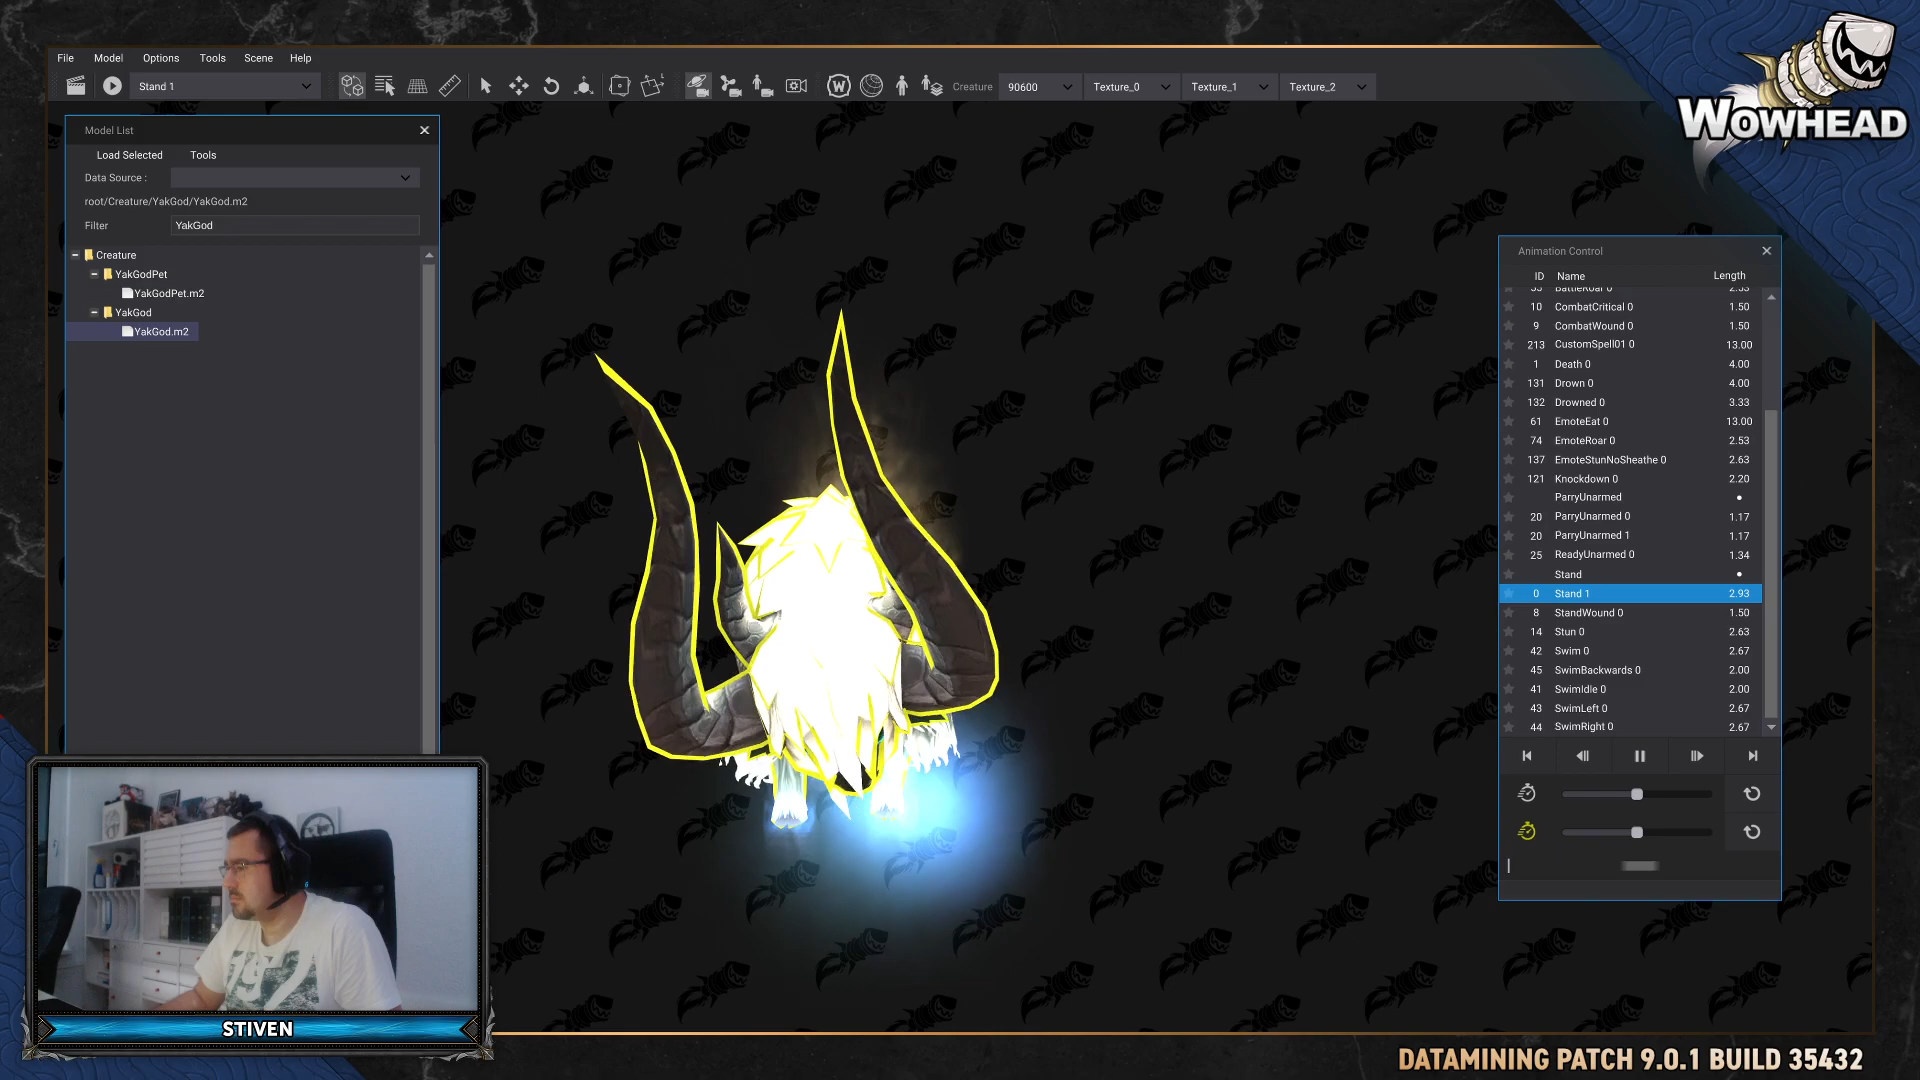 File Model Options Tools Scene Help
Stand 1
Creature 90600 Texture_0 Texture_1 Texture_2
WOWHEAD
Model List
Load Selected Tools
Data Source :
root/Creature/YakGod/YakGod.m2
Filter YakGod
Creature
YakGodPet
YakGodPet.m2
YakGod
YakGod.m2
Animation Control
ID Name Length
BattleRoar 0 2.53
10 CombatCritical 0 1.50
9 CombatWound 0 1.50
213 CustomSpell01 0 13.00
1 Death 0 4.00
131 Drown 0 4.00
132 Drowned 0 3.33
61 EmoteEat 0 13.00
74 EmoteRoar 0 2.53
137 EmoteStunNoSheathe 0 2.63
121 Knockdown 0 2.20
ParryUnarmed •
20 ParryUnarmed 0 1.17
20 ParryUnarmed 1 1.17
25 ReadyUnarmed 0 1.34
Stand •
0 Stand 1 2.93
8 StandWound 0 1.50
14 Stun 0 2.63
42 Swim 0 2.67
45 SwimBackwards 0 2.00
41 SwimIdle 0 2.00
43 SwimLeft 0 2.67
44 SwimRight 0 2.67
STIVEN
DATAMINING PATCH 9.0.1 BUILD 35432